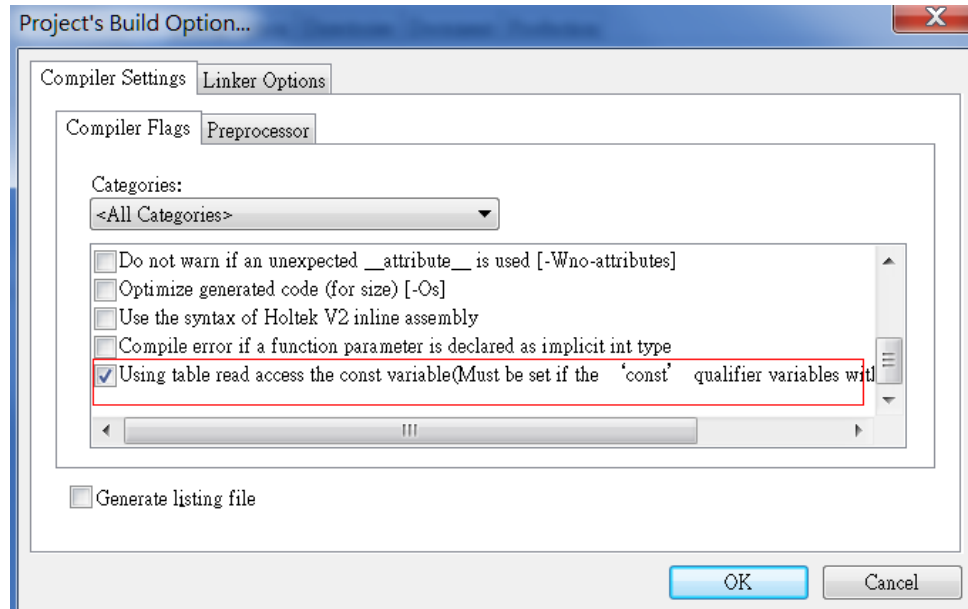 Project's Build Option...
Compiler Settings
Linker Options
Compiler Flags
Preprocessor
Categories:
<All Categories>
Do not warn if an unexpected __attribute__ is used [-Wno-attributes]
Optimize generated code (for size) [-Os]
Use the syntax of Holtek V2 inline assembly
Compile error if a function parameter is declared as implicit int type
Using table read access the const variable(Must be set if the ‘const’ qualifier variables
Generate listing file
OK
Cancel